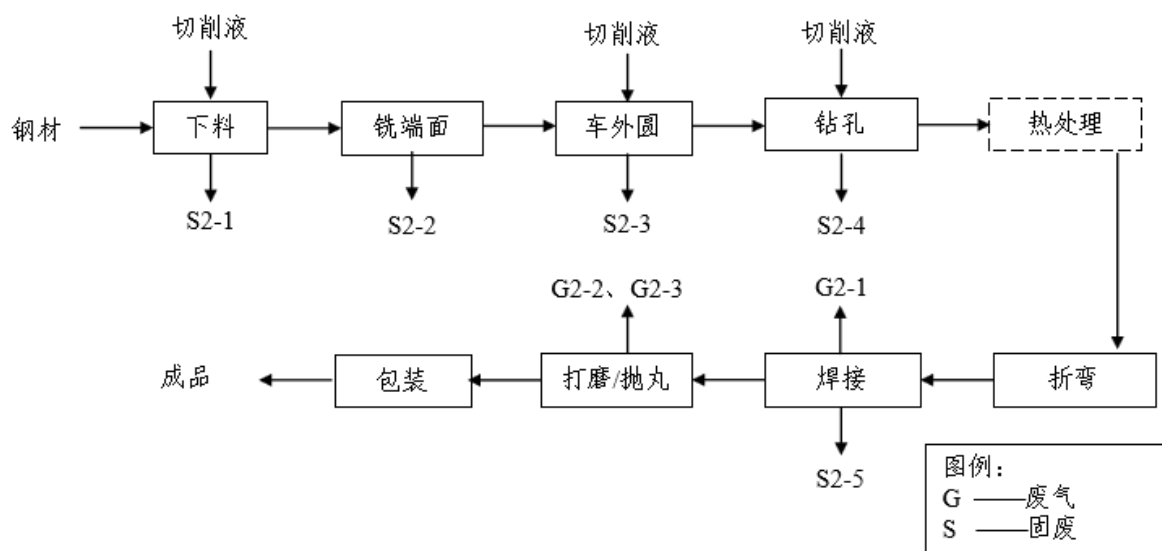 切削液 切削液 切削液
钢材 下料 铣端面 车外圆 钻孔 热处理
S2-1 S2-2 S2-3 S2-4
G2-2、G2-3 G2-1
成品 包装 打磨/抛丸 焊接 折弯
S2-5
图例：
G ——废气
S ——固废